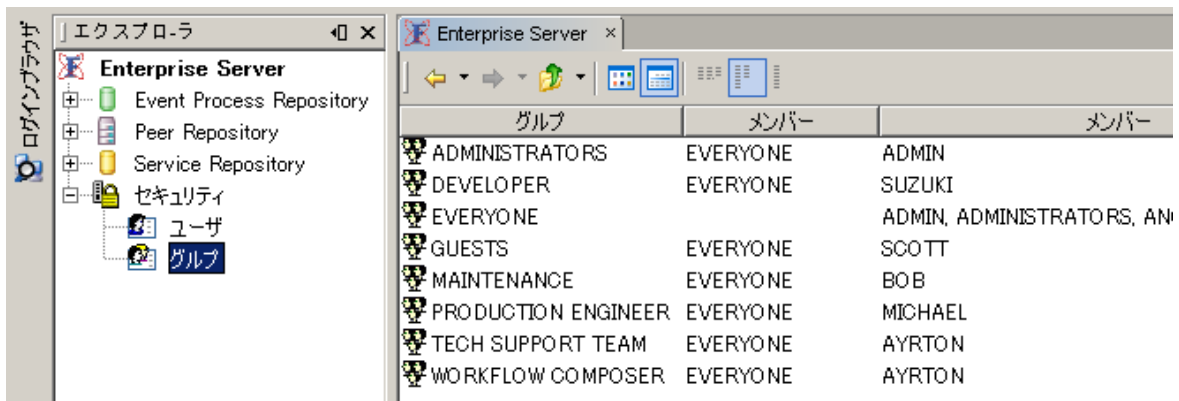 ログインブラウザ
エクスプロ-ラ
Enterprise Server
Event Process Repository
Peer Repository
Service Repository
セキュリティ
ユーザ
グルプ
Enterprise Server
グルプ メンバー メンバー
ADMINISTRATORS EVERYONE ADMIN
DEVELOPER EVERYONE SUZUKI
EVERYONE ADMIN, ADMINISTRATORS, AN
GUESTS EVERYONE SCOTT
MAINTENANCE EVERYONE BOB
PRODUCTION ENGINEER EVERYONE MICHAEL
TECH SUPPORT TEAM EVERYONE AYRTON
WORKFLOW COMPOSER EVERYONE AYRTON